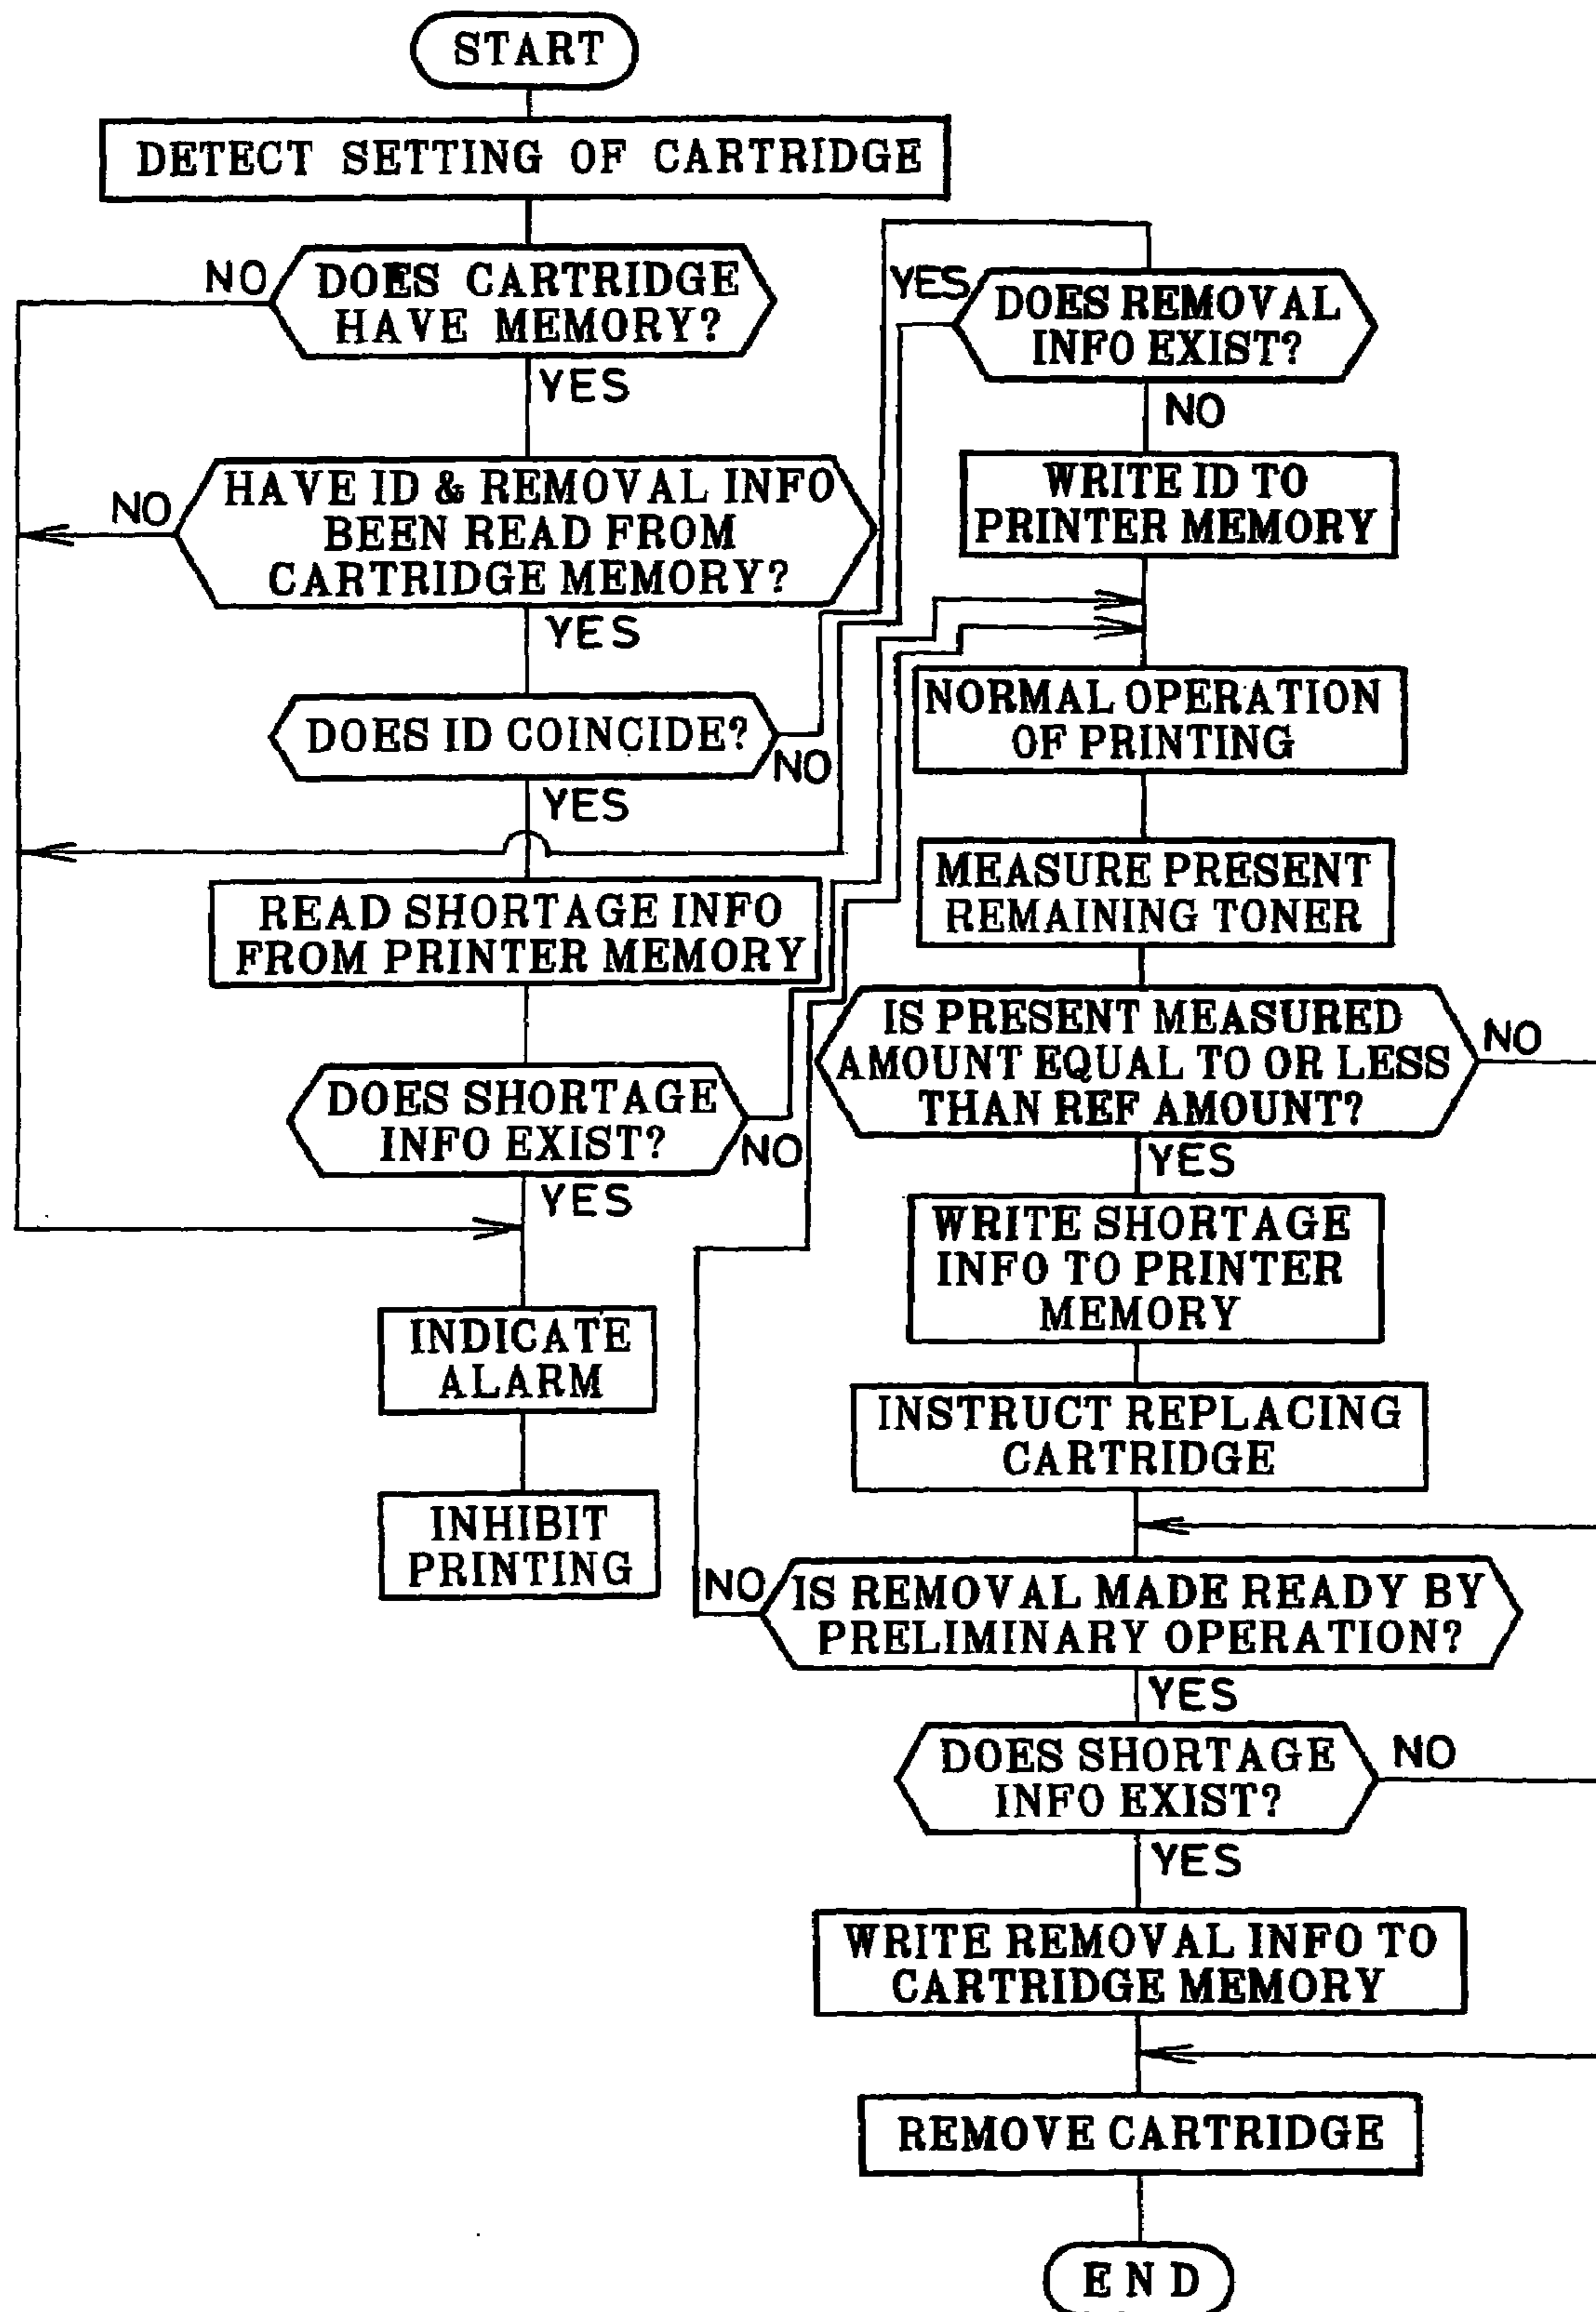 START
DETECT SETTING OF CARTRIDGE
NO
DOES CARTRIDGE
HAVE MEMORY?
YES
NO
HAVE ID & REMOVAL INFO
BEEN READ FROM
CARTRIDGE MEMORY?
YES
DOES ID COINCIDE?
NO
YES
READ SHORTAGE INFO
FROM PRINTER MEMORY
DOES SHORTAGE
INFO EXIST?
NO
YES
INDICATE
ALARM
INHIBIT
PRINTING
YES
DOES REMOVAL
INFO EXIST?
NO
WRITE ID TO
PRINTER MEMORY
NORMAL OPERATION
OF PRINTING
MEASURE PRESENT
REMAINING TONER
IS PRESENT MEASURED
AMOUNT EQUAL TO OR LESS
THAN REF AMOUNT?
NO
YES
WRITE SHORTAGE
INFO TO PRINTER
MEMORY
INSTRUCT REPLACING
CARTRIDGE
NO
IS REMOVAL MADE READY BY
PRELIMINARY OPERATION?
YES
DOES SHORTAGE
INFO EXIST?
NO
YES
WRITE REMOVAL INFO TO
CARTRIDGE MEMORY
REMOVE CARTRIDGE
END